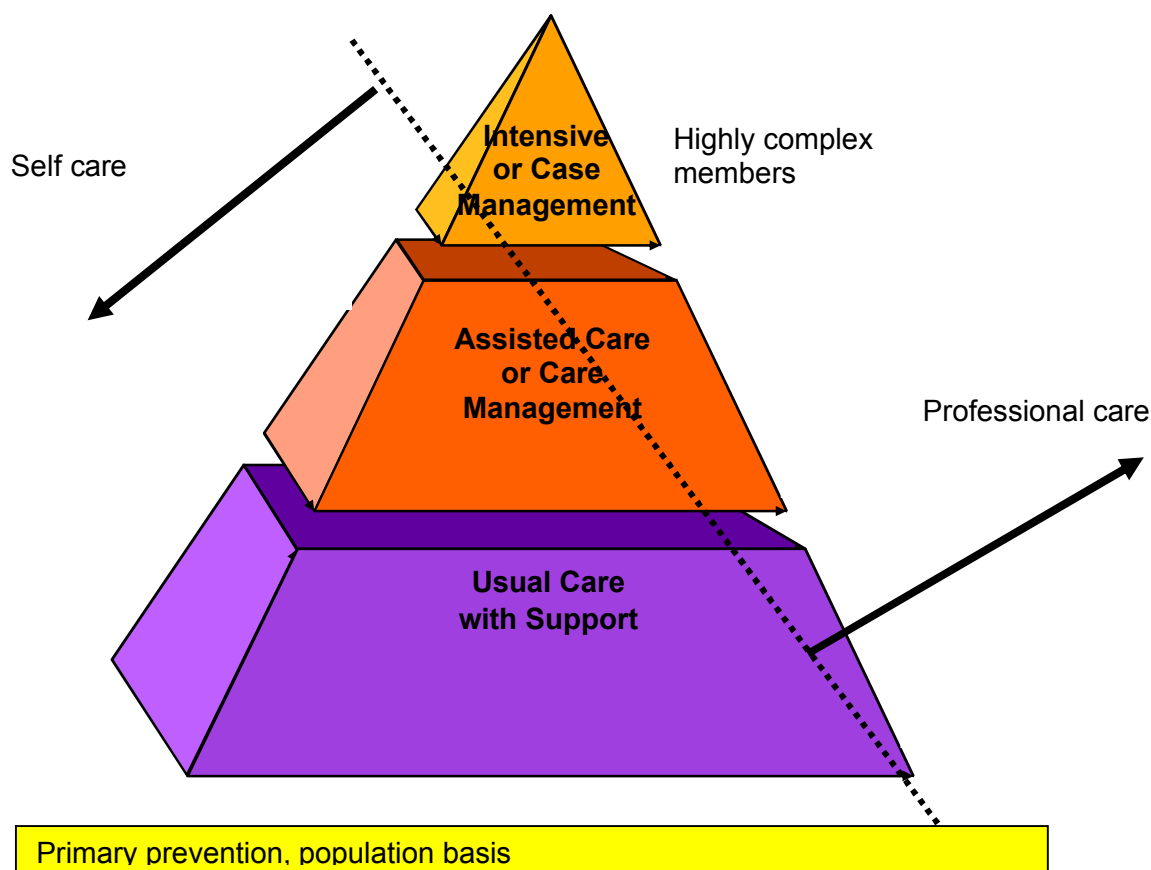 Intensive
or Case
Management
Highly complex
members
Self care
Assisted Care
or Care
Management
Professional care
Usual Care
with Support
Primary prevention, population basis